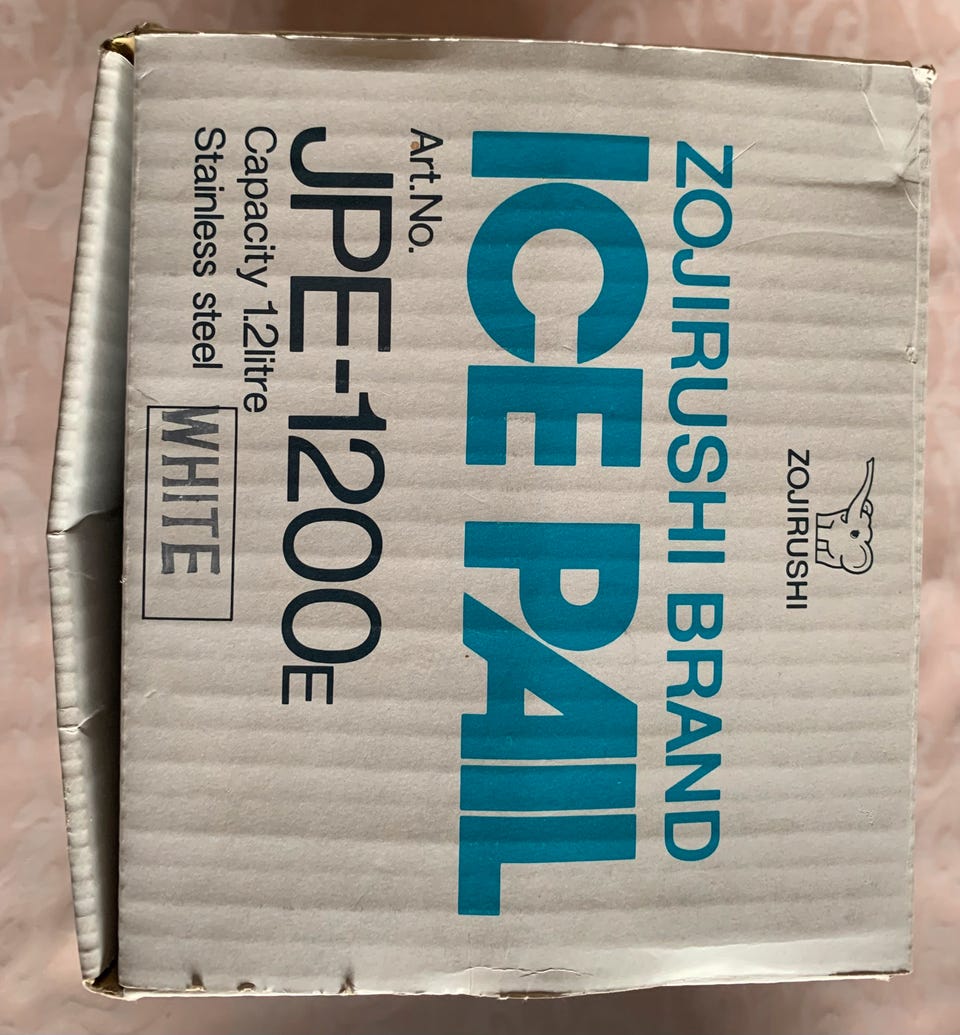 ZOJIRUSHI
ZOJIRUSHI BRAND
ICE PAIL
Art.No.
JPE-1200E
Capacity 1.2litre
Stainless steel
WHITE